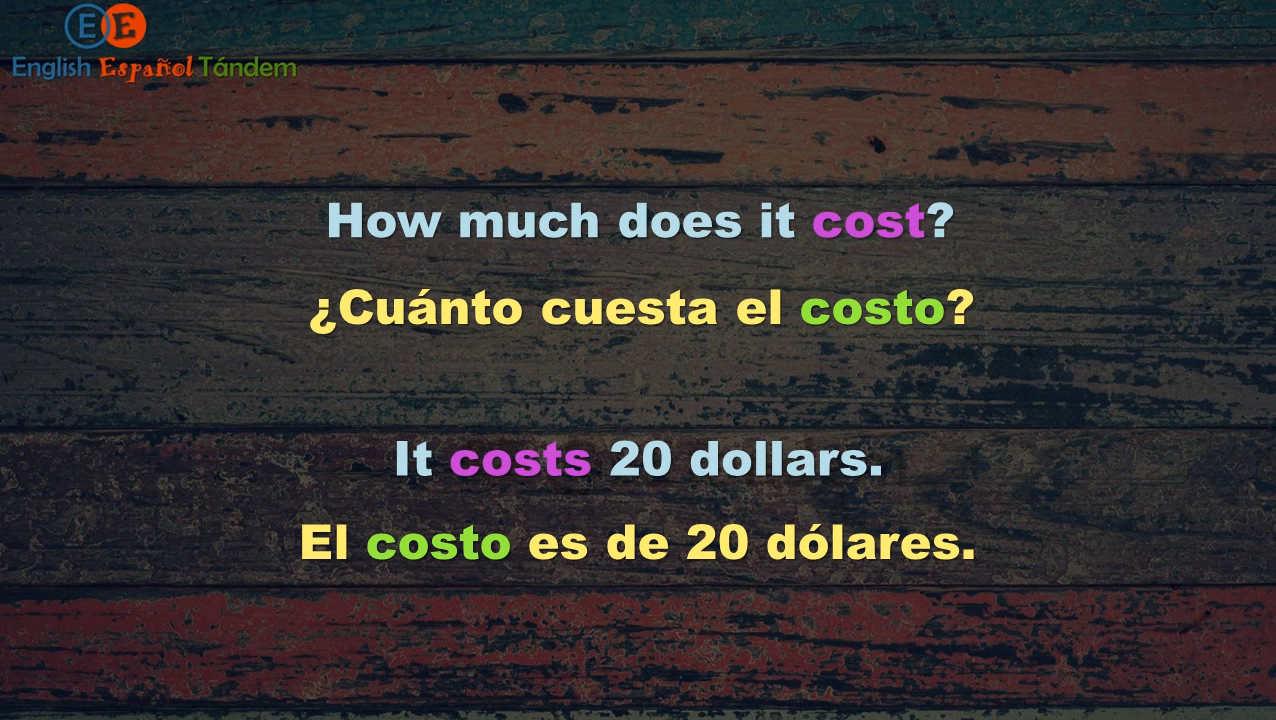 EE
English Español Tándem
How much does it cost?
¿Cuánto cuesta el costo?
It costs 20 dollars.
El costo es de 20 dólares.